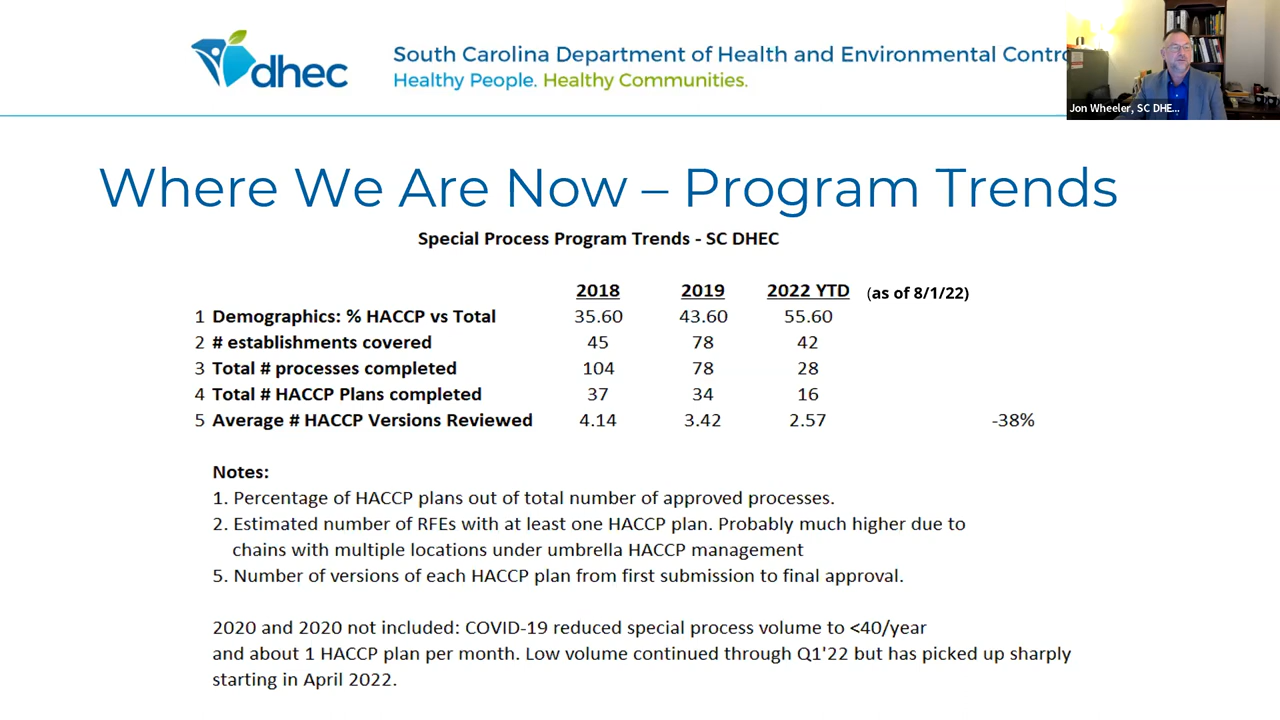 dhec
South Carolina Department of Health and Environmental Contro
Healthy People. Healthy Communities.
Jon Wheeler, SC DHE...
Where We Are Now – Program Trends
Special Process Program Trends - SC DHEC
2018 2019 2022 YTD (as of 8/1/22)
1 Demographics: % HACCP vs Total 35.60 43.60 55.60
2 # establishments covered 45 78 42
3 Total # processes completed 104 78 28
4 Total # HACCP Plans completed 37 34 16
5 Average # HACCP Versions Reviewed 4.14 3.42 2.57 -38%
Notes:
1. Percentage of HACCP plans out of total number of approved processes.
2. Estimated number of RFEs with at least one HACCP plan. Probably much higher due to
chains with multiple locations under umbrella HACCP management
5. Number of versions of each HACCP plan from first submission to final approval.
2020 and 2020 not included: COVID-19 reduced special process volume to <40/year
and about 1 HACCP plan per month. Low volume continued through Q1'22 but has picked up sharply
starting in April 2022.